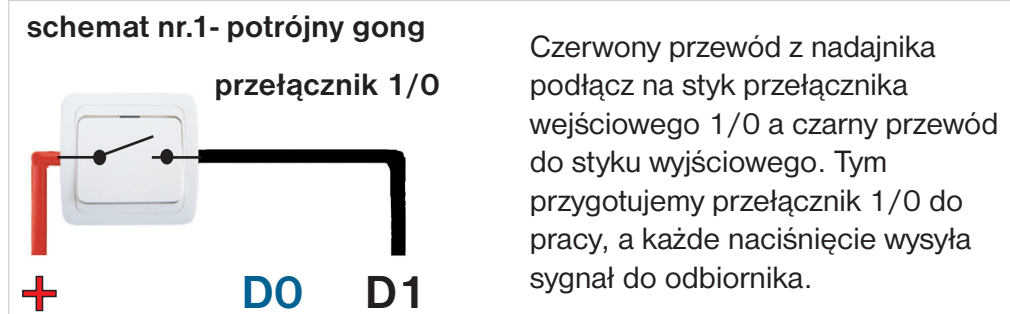 schemat nr.1- potrójny gong
przełącznik 1/0
+
D0
D1
Czerwony przewód z nadajnika
podłącz na styk przełącznika
wejściowego 1/0 a czarny przewód
do styku wyjściowego. Tym
przygotujemy przełącznik 1/0 do
pracy, a każde naciśnięcie wysyła
sygnał do odbiornika.